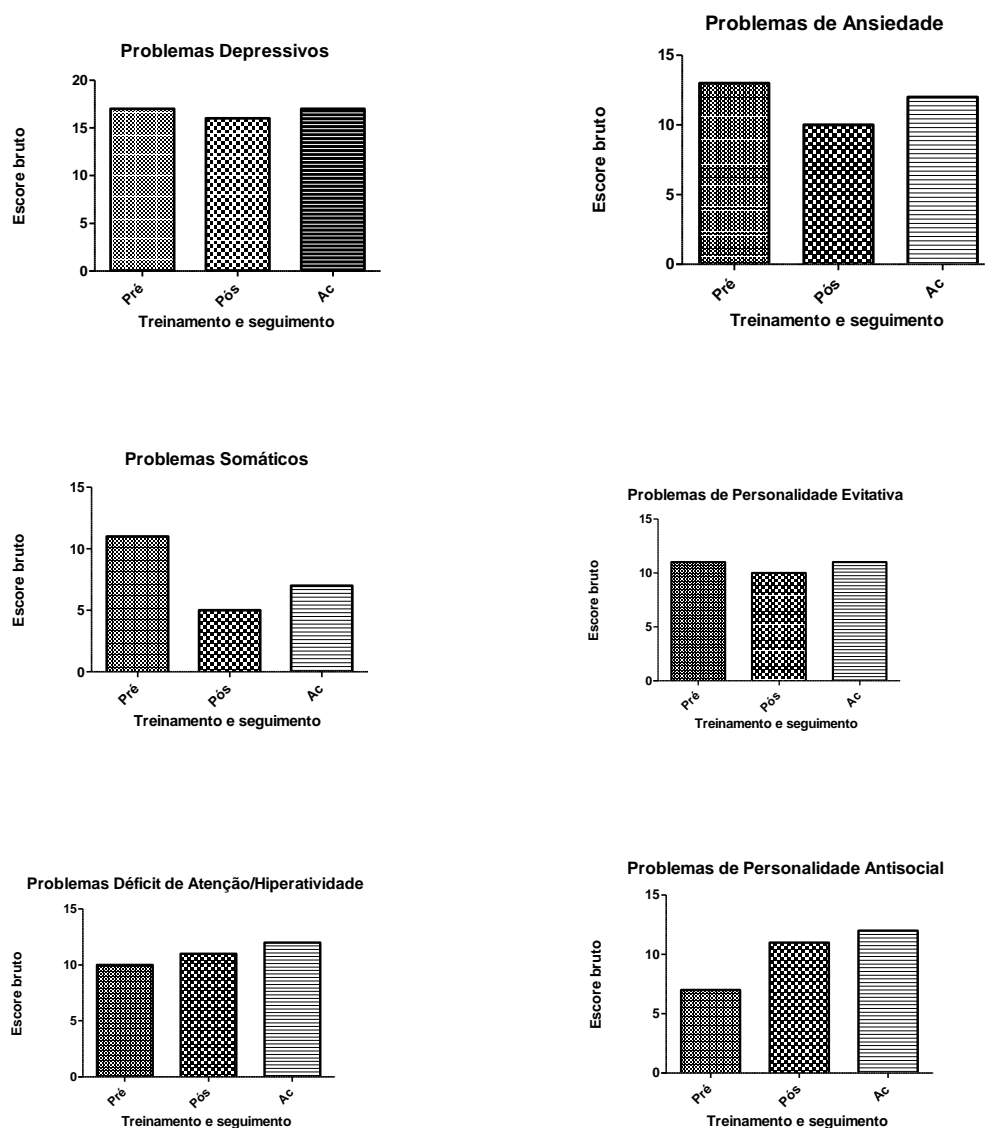 Problemas Depressivos
20
15
10
5
0
Escore bruto
Pré
Pós
Ac
Treinamento e seguimento
Problemas de Ansiedade
15
10
5
0
Escore bruto
Pré
Pós
Ac
Treinamento e seguimento
Problemas Somáticos
15
10
5
0
Escore bruto
Pré
Pós
Ac
Treinamento e seguimento
Problemas de Personalidade Evitativa
15
10
5
0
Escore bruto
Pré
Pós
Ac
Treinamento e seguimento
Problemas Déficit de Atenção/Hiperatividade
15
10
5
0
Escore bruto
Pré
Pós
Ac
Treinamento e seguimento
Problemas de Personalidade Antisocial
15
10
5
0
Escore bruto
Pré
Pós
Ac
Treinamento e seguimento